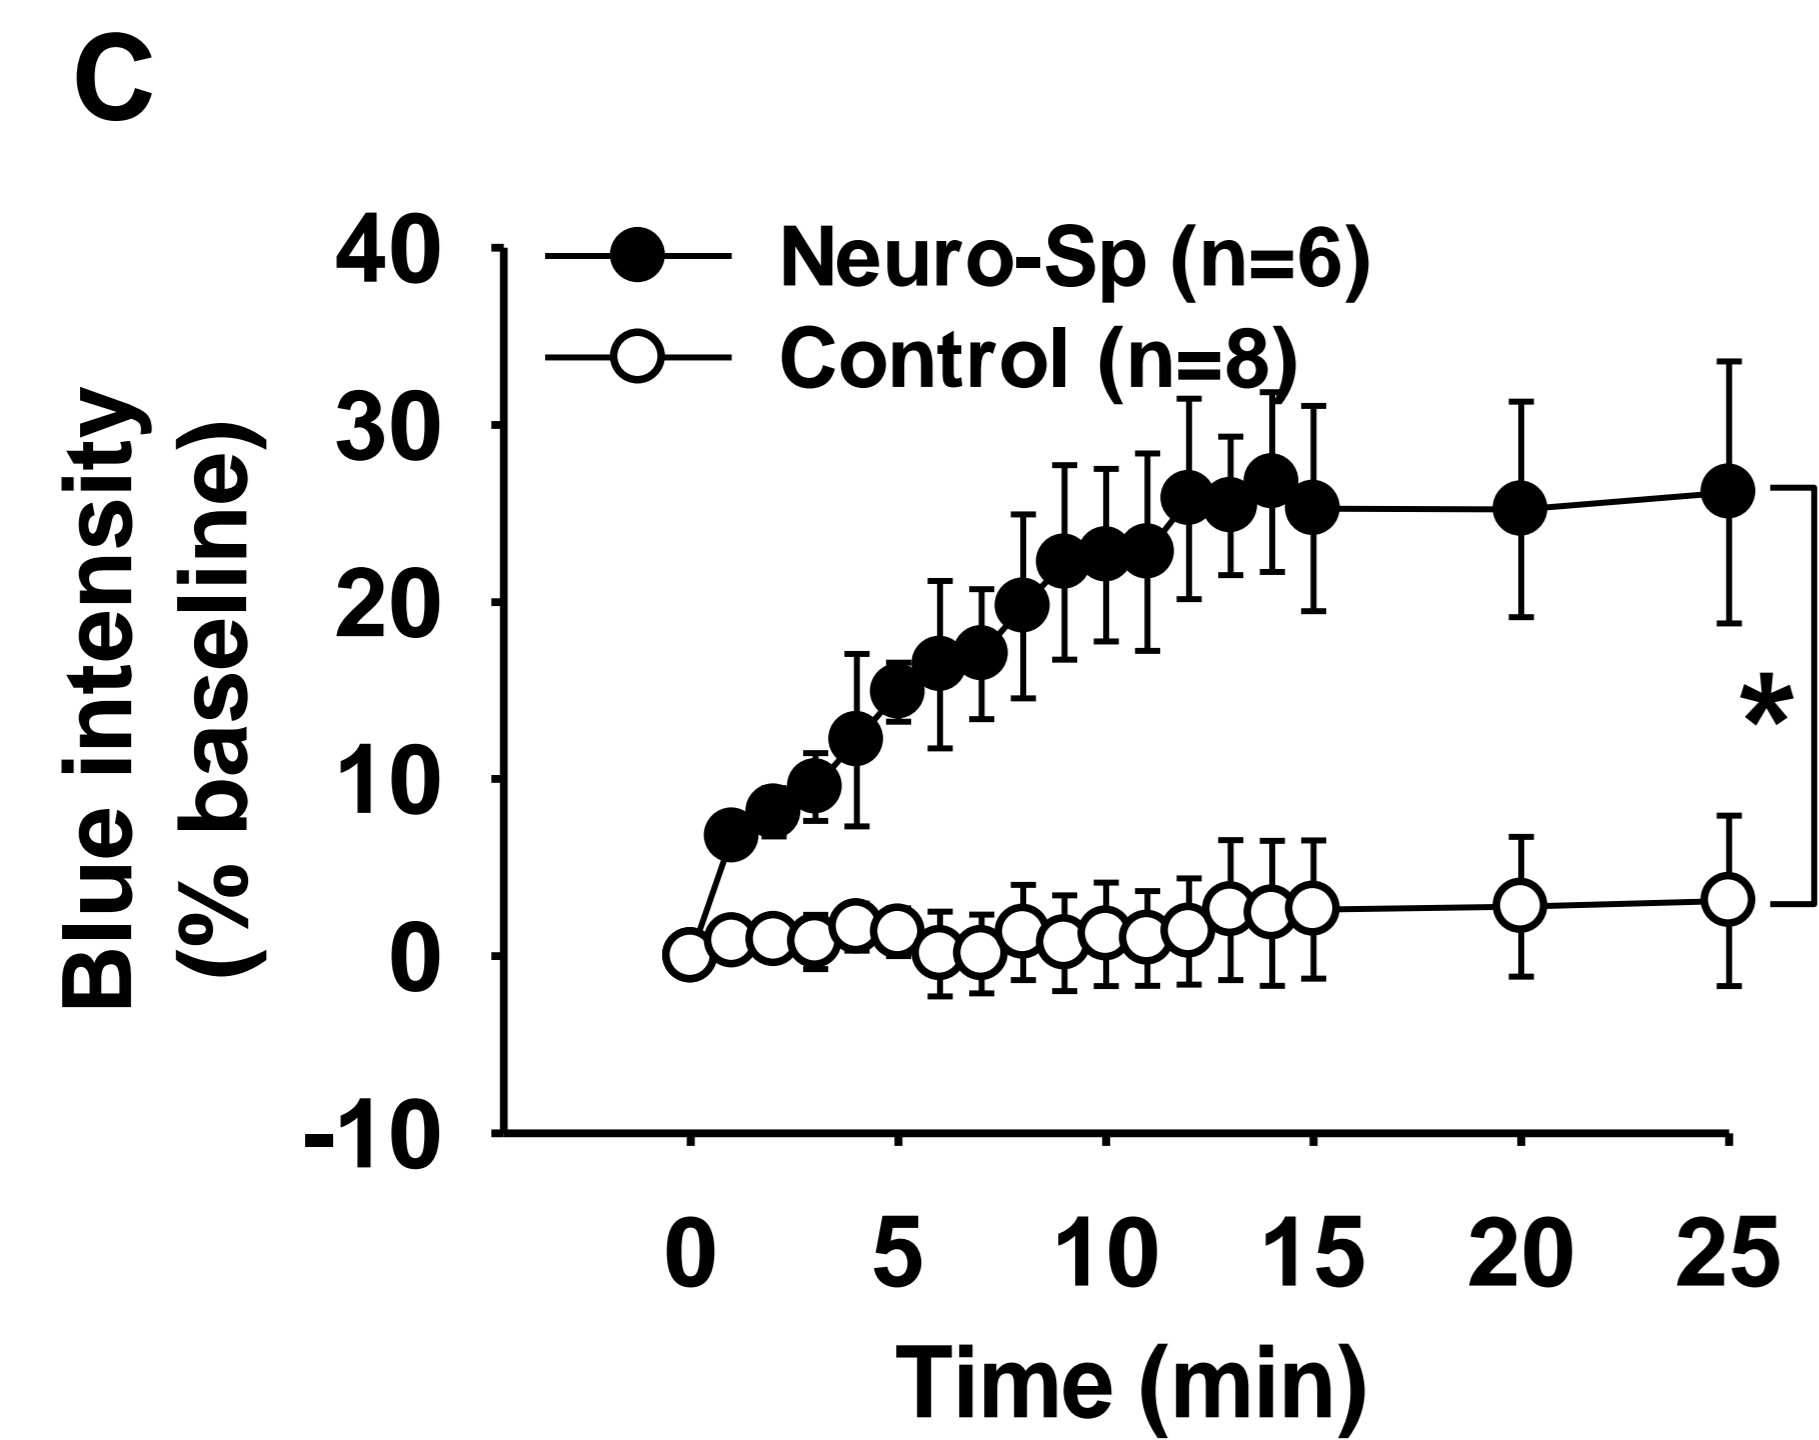 C
40
30
20
10
0
-10
Neuro-Sp (n=6)
Control (n=8)
Blue intensity
(% baseline)
*
0 5 10 15 20 25
Time (min)